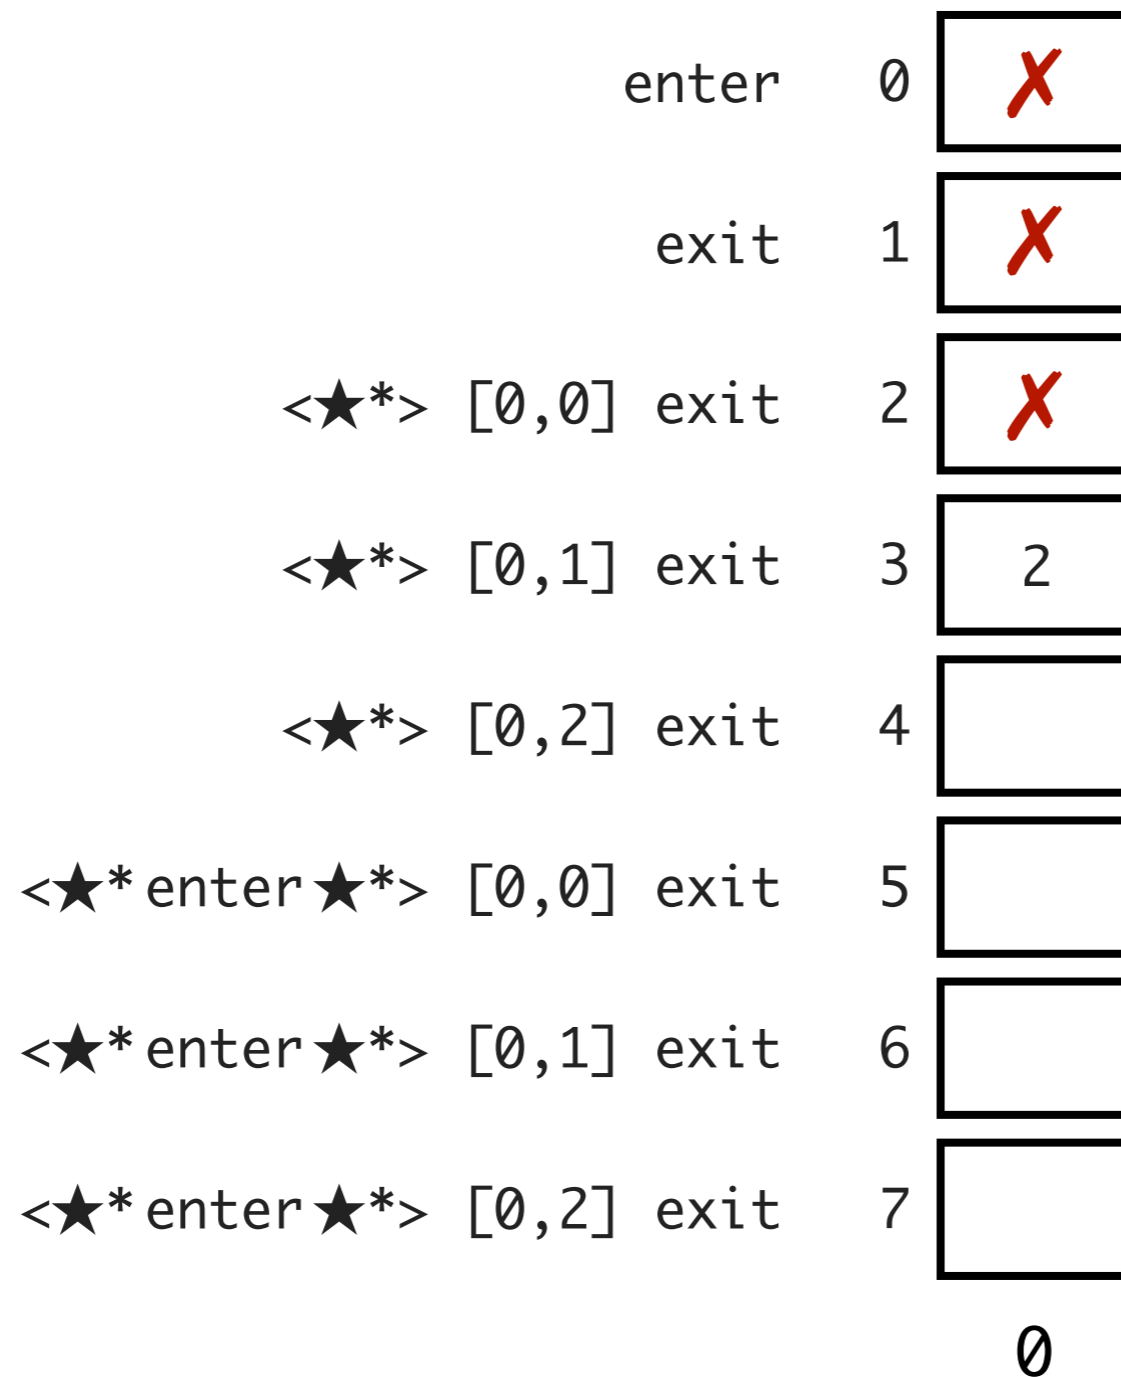 enter 0 ✗
exit 1 ✗
<★*> [0,0] exit 2 ✗
<★*> [0,1] exit 3 2
<★*> [0,2] exit 4
<★*enter★*> [0,0] exit 5
<★*enter★*> [0,1] exit 6
<★*enter★*> [0,2] exit 7
0